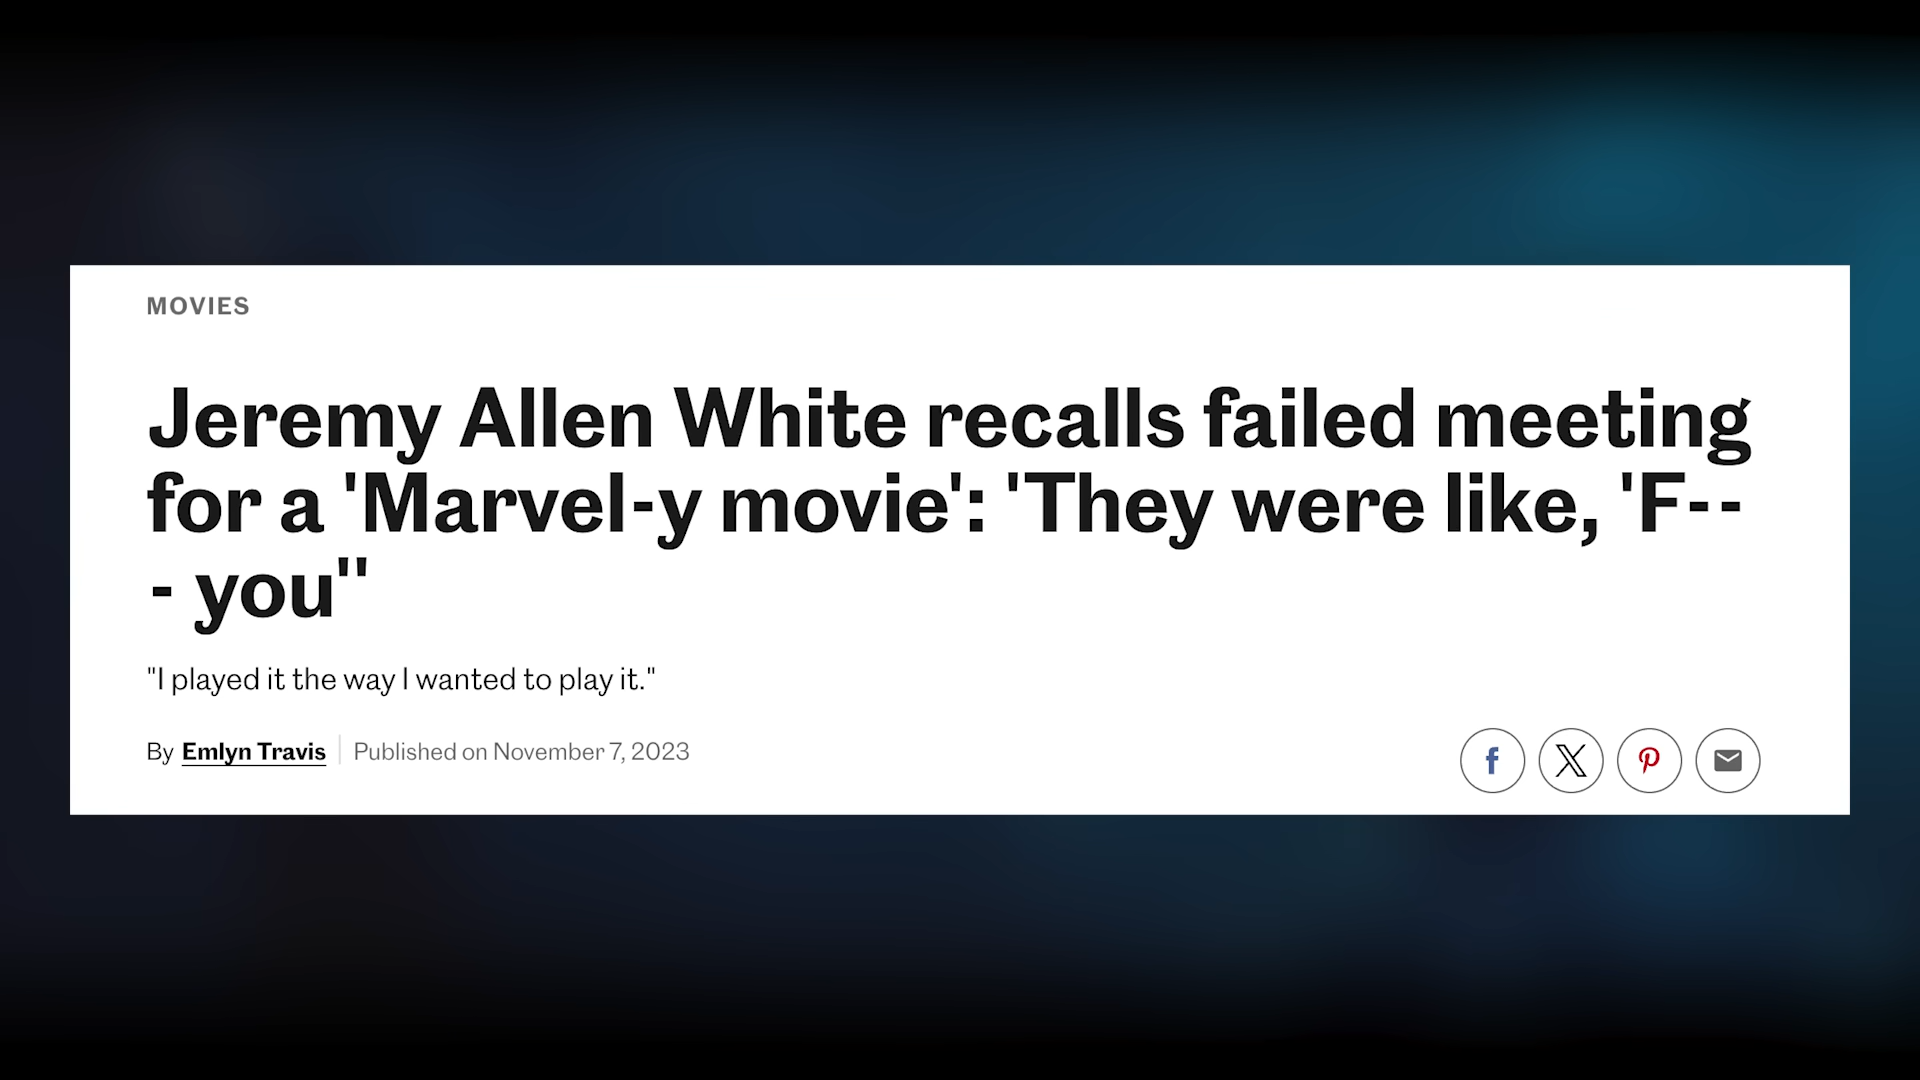 MOVIES
Jeremy Allen White recalls failed meeting
for a 'Marvel-y movie': 'They were like, 'F--
- you''
"I played it the way I wanted to play it."
By Emlyn Travis | Published on November 7, 2023